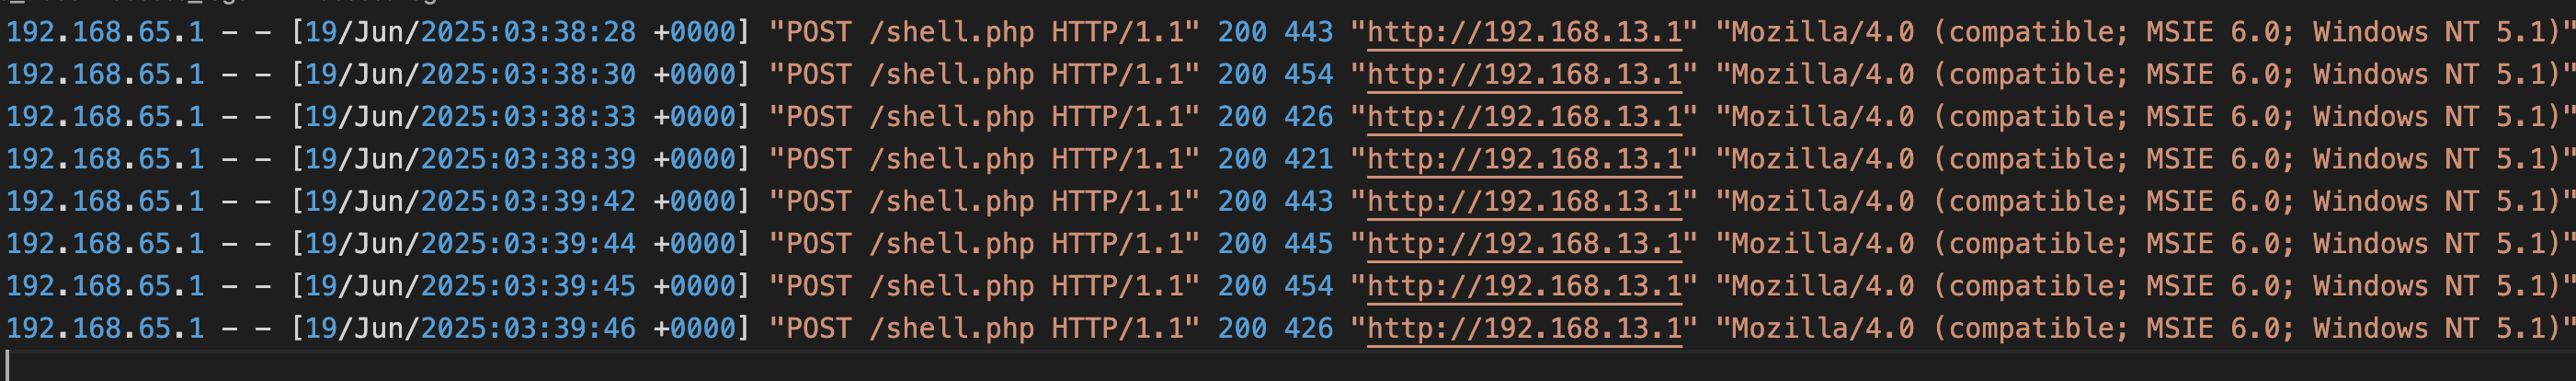 192.168.65.1 - - [19/Jun/2025:03:38:28 +0000] "POST /shell.php HTTP/1.1" 200 443 "http://192.168.13.1" "Mozilla/4.0 (compatible; MSIE 6.0; Windows NT 5.1)"
192.168.65.1 - - [19/Jun/2025:03:38:30 +0000] "POST /shell.php HTTP/1.1" 200 454 "http://192.168.13.1" "Mozilla/4.0 (compatible; MSIE 6.0; Windows NT 5.1)"
192.168.65.1 - - [19/Jun/2025:03:38:33 +0000] "POST /shell.php HTTP/1.1" 200 426 "http://192.168.13.1" "Mozilla/4.0 (compatible; MSIE 6.0; Windows NT 5.1)"
192.168.65.1 - - [19/Jun/2025:03:38:39 +0000] "POST /shell.php HTTP/1.1" 200 421 "http://192.168.13.1" "Mozilla/4.0 (compatible; MSIE 6.0; Windows NT 5.1)"
192.168.65.1 - - [19/Jun/2025:03:39:42 +0000] "POST /shell.php HTTP/1.1" 200 443 "http://192.168.13.1" "Mozilla/4.0 (compatible; MSIE 6.0; Windows NT 5.1)"
192.168.65.1 - - [19/Jun/2025:03:39:44 +0000] "POST /shell.php HTTP/1.1" 200 445 "http://192.168.13.1" "Mozilla/4.0 (compatible; MSIE 6.0; Windows NT 5.1)"
192.168.65.1 - - [19/Jun/2025:03:39:45 +0000] "POST /shell.php HTTP/1.1" 200 454 "http://192.168.13.1" "Mozilla/4.0 (compatible; MSIE 6.0; Windows NT 5.1)"
192.168.65.1 - - [19/Jun/2025:03:39:46 +0000] "POST /shell.php HTTP/1.1" 200 426 "http://192.168.13.1" "Mozilla/4.0 (compatible; MSIE 6.0; Windows NT 5.1)"